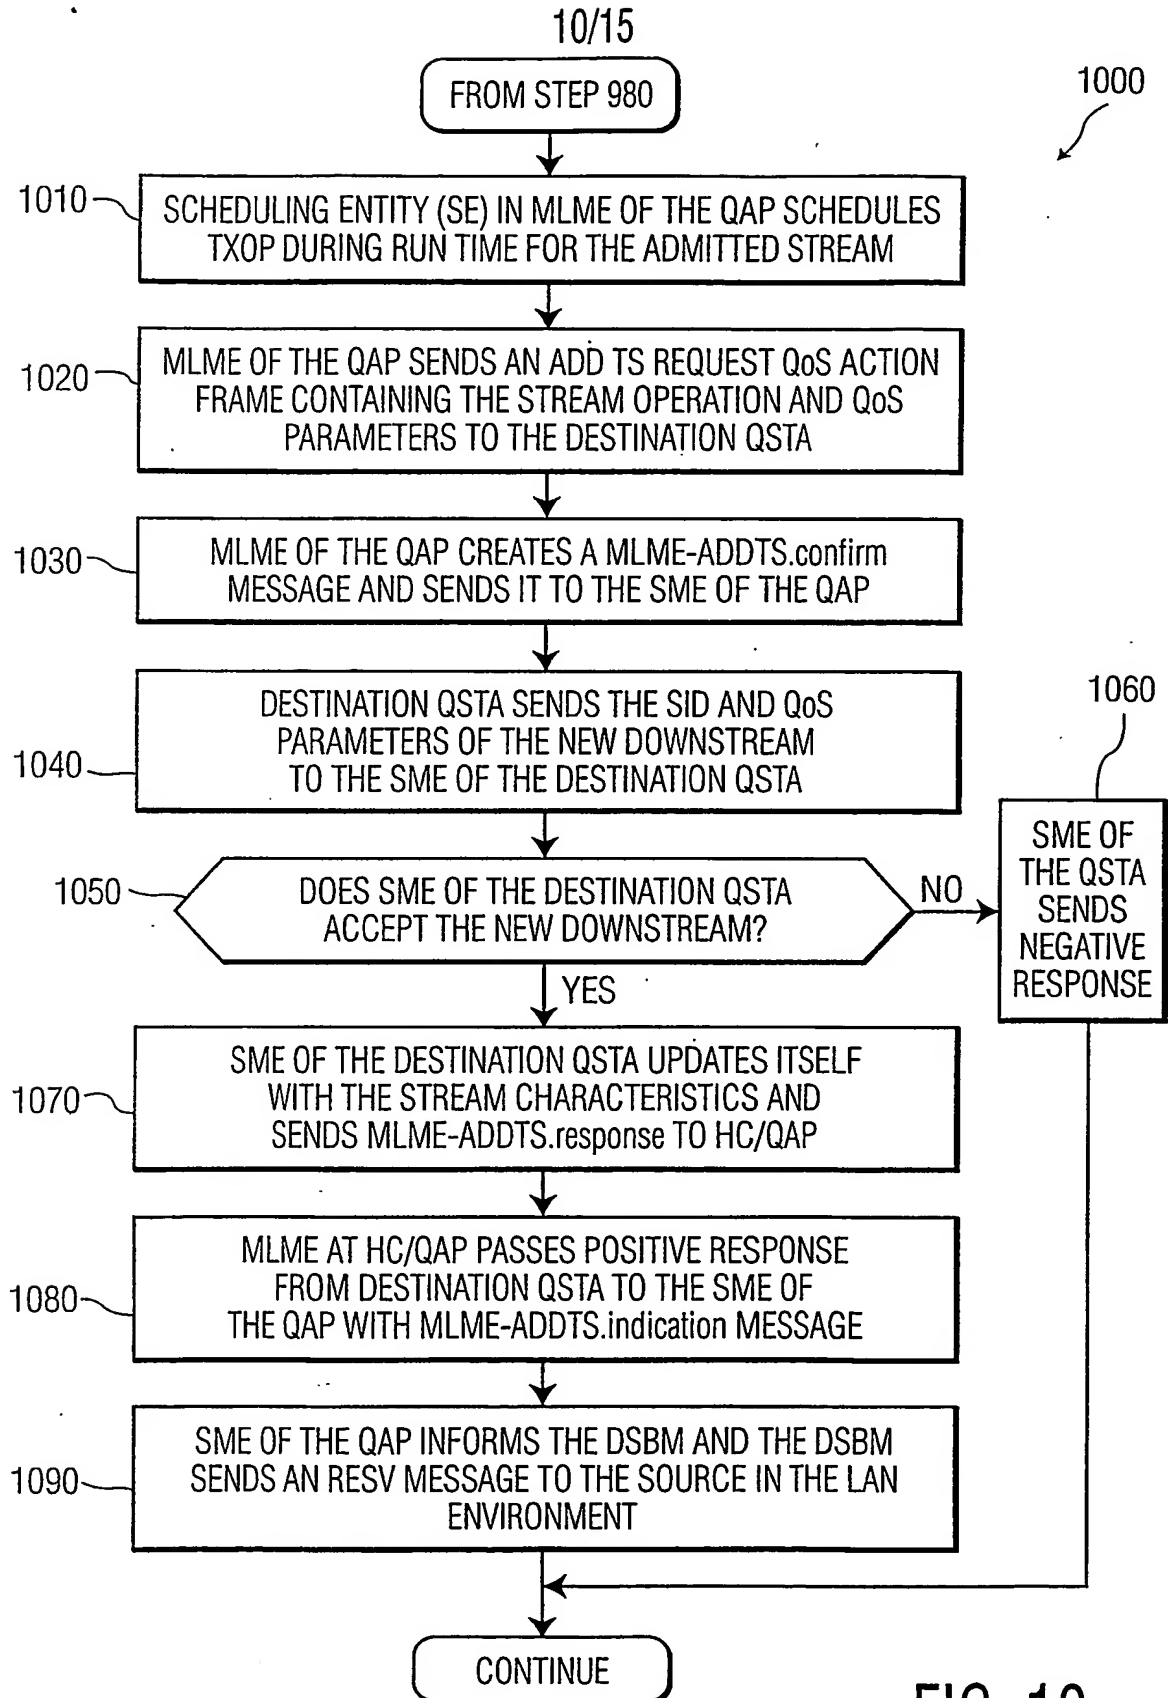 10/15
FROM STEP 980
1000
1010
SCHEDULING ENTITY (SE) IN MLME OF THE QAP SCHEDULES
TXOP DURING RUN TIME FOR THE ADMITTED STREAM
1020
MLME OF THE QAP SENDS AN ADD TS REQUEST QoS ACTION
FRAME CONTAINING THE STREAM OPERATION AND QoS
PARAMETERS TO THE DESTINATION QSTA
1030
MLME OF THE QAP CREATES A MLME-ADDTS.confirm
MESSAGE AND SENDS IT TO THE SME OF THE QAP
1040
DESTINATION QSTA SENDS THE SID AND QoS
PARAMETERS OF THE NEW DOWNSTREAM
TO THE SME OF THE DESTINATION QSTA
1050
DOES SME OF THE DESTINATION QSTA
ACCEPT THE NEW DOWNSTREAM?
NO
1060
SME OF
THE QSTA
SENDS
NEGATIVE
RESPONSE
YES
1070
SME OF THE DESTINATION QSTA UPDATES ITSELF
WITH THE STREAM CHARACTERISTICS AND
SENDS MLME-ADDTS.response TO HC/QAP
1080
MLME AT HC/QAP PASSES POSITIVE RESPONSE
FROM DESTINATION QSTA TO THE SME OF
THE QAP WITH MLME-ADDTS.indication MESSAGE
1090
SME OF THE QAP INFORMS THE DSBM AND THE DSBM
SENDS AN RESV MESSAGE TO THE SOURCE IN THE LAN
ENVIRONMENT
CONTINUE
FIG. 10